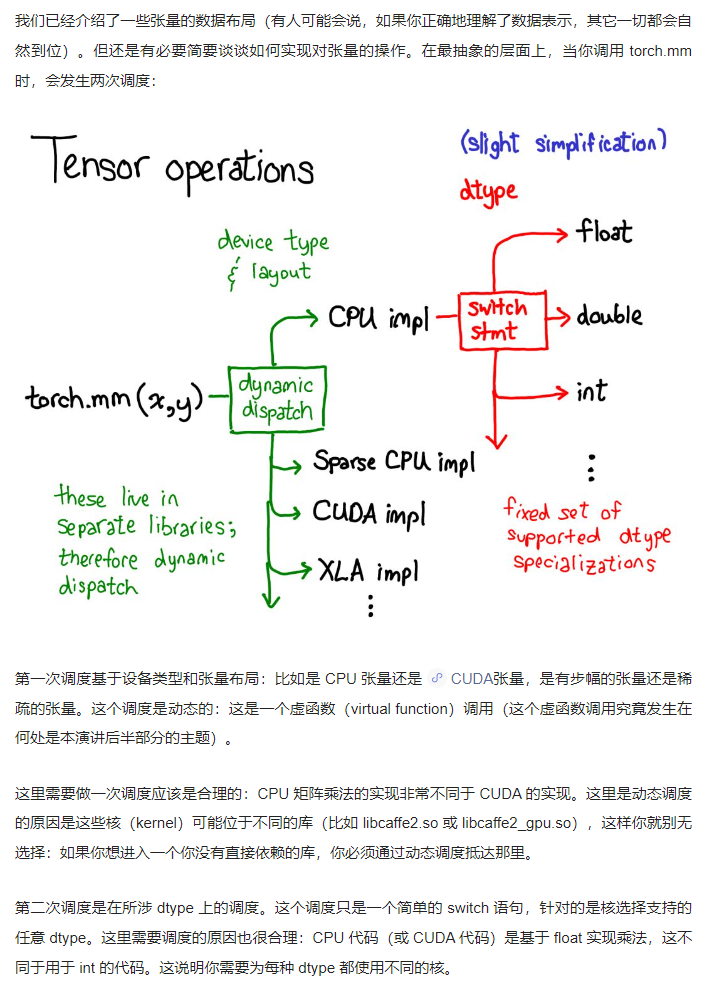 我们已经介绍了一些张量的数据布局（有人可能会说，如果你正确地理解了数据表示，其它一切都会自
然到位）。但还是有必要简要谈谈如何实现对张量的操作。在最抽象的层面上，当你调用 torch.mm
时，会发生两次调度：
Tensor operations
(slight simplification)
dtype
device type
& layout
float
CPU impl
switch
stmt
double
torch.mm(x,y)
dynamic
dispatch
int
Sparse CPU impl
these live in
separate libraries;
therefore dynamic
dispatch
CUDA impl
XLA impl
fixed set of
supported dtype
specializations
第一次调度基于设备类型和张量布局：比如是 CPU 张量还是 CUDA张量，是有步幅的张量还是稀
疏的张量。这个调度是动态的：这是一个虚函数（virtual function）调用（这个虚函数调用究竟发生在
何处是本演讲后半部分的主题）。
这里需要做一次调度应该是合理的：CPU 矩阵乘法的实现非常不同于 CUDA 的实现。这里是动态调度
的原因是这些核（kernel）可能位于不同的库（比如 libcaffe2.so 或 libcaffe2_gpu.so），这样你就别无
选择：如果你想进入一个你没有直接依赖的库，你必须通过动态调度抵达那里。
第二次调度是在所涉 dtype 上的调度。这个调度只是一个简单的 switch 语句，针对的是核选择支持的
任意 dtype。这里需要调度的原因也很合理：CPU 代码（或 CUDA 代码）是基于 float 实现乘法，这不
同于用于 int 的代码。这说明你需要为每种 dtype 都使用不同的核。